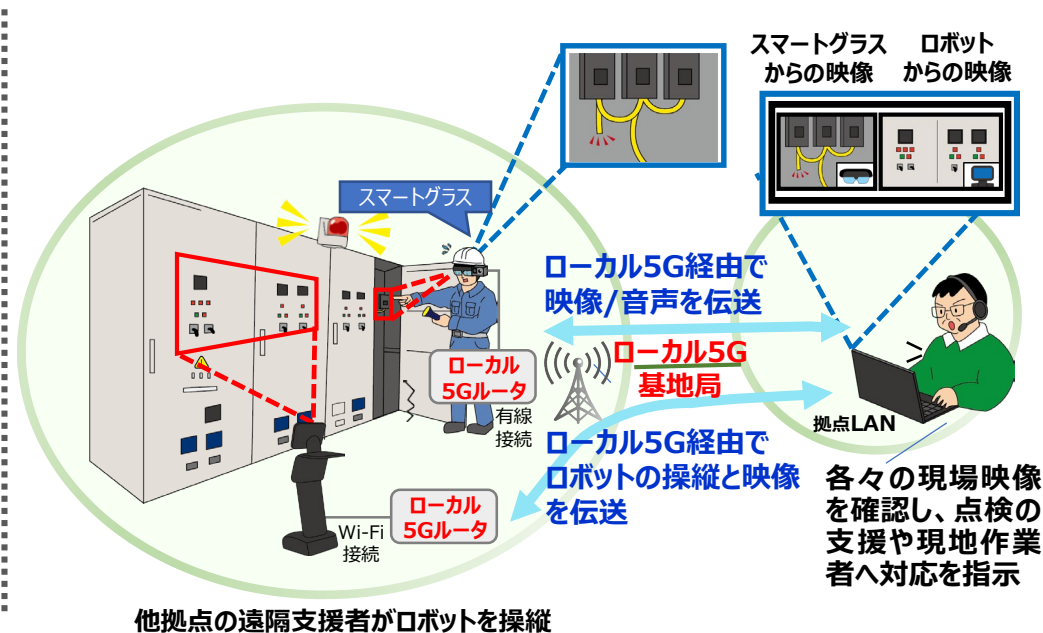 スマートグラス
からの映像
ロボット
からの映像
スマートグラス
ローカル5G経由で
映像/音声を伝送
ローカル5G
基地局
ローカル
5Gルータ
有線
接続
拠点LAN
ローカル5G経由で
ロボットの操縦と映像
を伝送
ローカル
5Gルータ
Wi-Fi
接続
各々の現場映像
を確認し、点検の
支援や現地作業
者へ対応を指示
他拠点の遠隔支援者がロボットを操縦